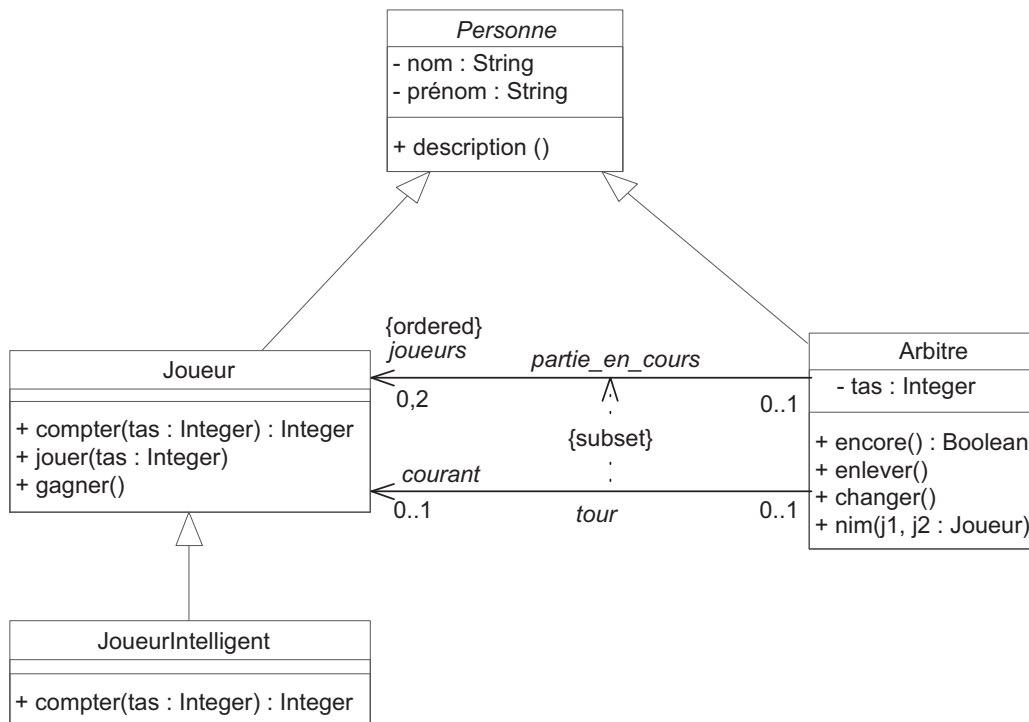 Personne
- nom : String
- prénom : String
+ description ()
{ordered}
joueurs
partie_en_cours
0,2
0..1
Joueur
+ compter(tas : Integer) : Integer
+ jouer(tas : Integer)
+ gagner()
{subset}
courant
0..1
tour
0..1
Arbitre
- tas : Integer
+ encore() : Boolean
+ enlever()
+ changer()
+ nim(j1, j2 : Joueur)
JoueurIntelligent
+ compter(tas : Integer) : Integer